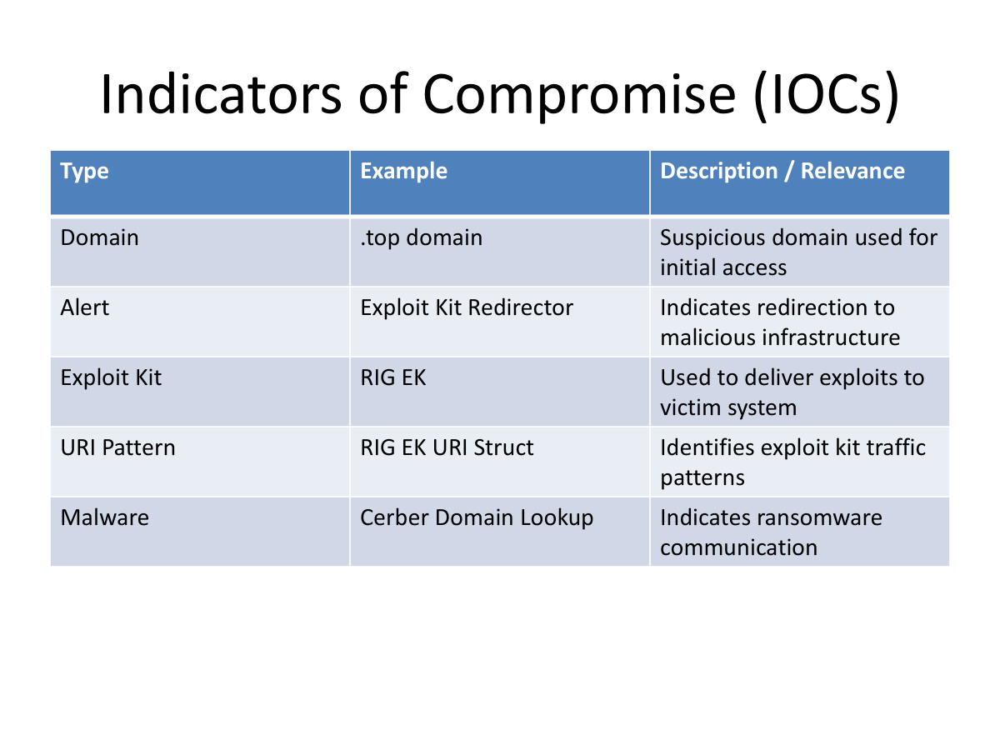 Indicators of Compromise (IOCs)
Type
Example
Description / Relevance
Domain
.top domain
Suspicious domain used for
initial access
Alert
Exploit Kit Redirector
Indicates redirection to
malicious infrastructure
Exploit Kit
RIG EK
Used to deliver exploits to
victim system
URI Pattern
RIG EK URI Struct
Identifies exploit kit traffic
patterns
Malware
Cerber Domain Lookup
Indicates ransomware
communication